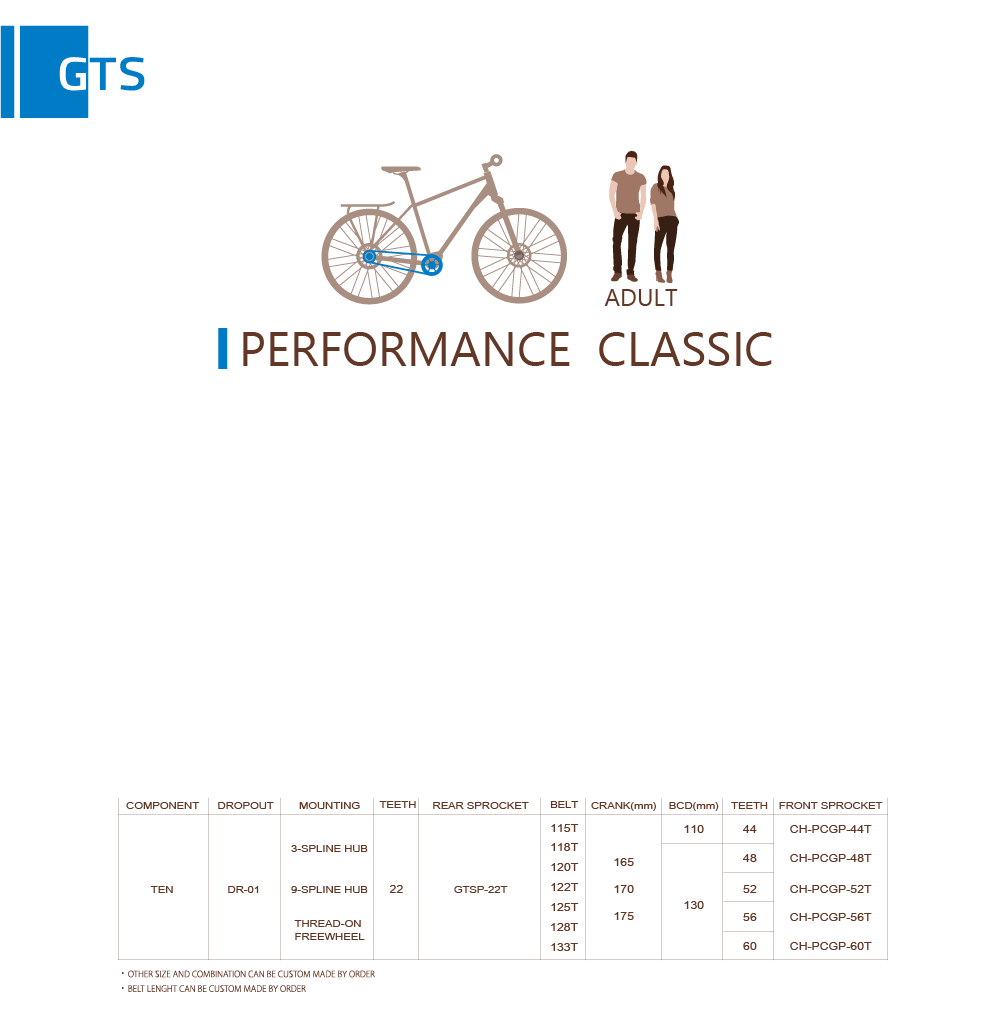 GTS
ADULT
PERFORMANCE CLASSIC
COMPONENT DROPOUT MOUNTING TEETH REAR SPROCKET BELT CRANK(mm) BCD(mm) TEETH FRONT SPROCKET
TEN
DR-01
3-SPLINE HUB
9-SPLINE HUB
THREAD-ON
FREEWHEEL
22
GTSP-22T
115T
118T
120T
122T
125T
128T
133T
165
170
175
110
130
44 CH-PCGP-44T
48 CH-PCGP-48T
52 CH-PCGP-52T
56 CH-PCGP-56T
60 CH-PCGP-60T
・OTHER SIZE AND COMBINATION CAN BE CUSTOM MADE BY ORDER
・BELT LENGHT CAN BE CUSTOM MADE BY ORDER